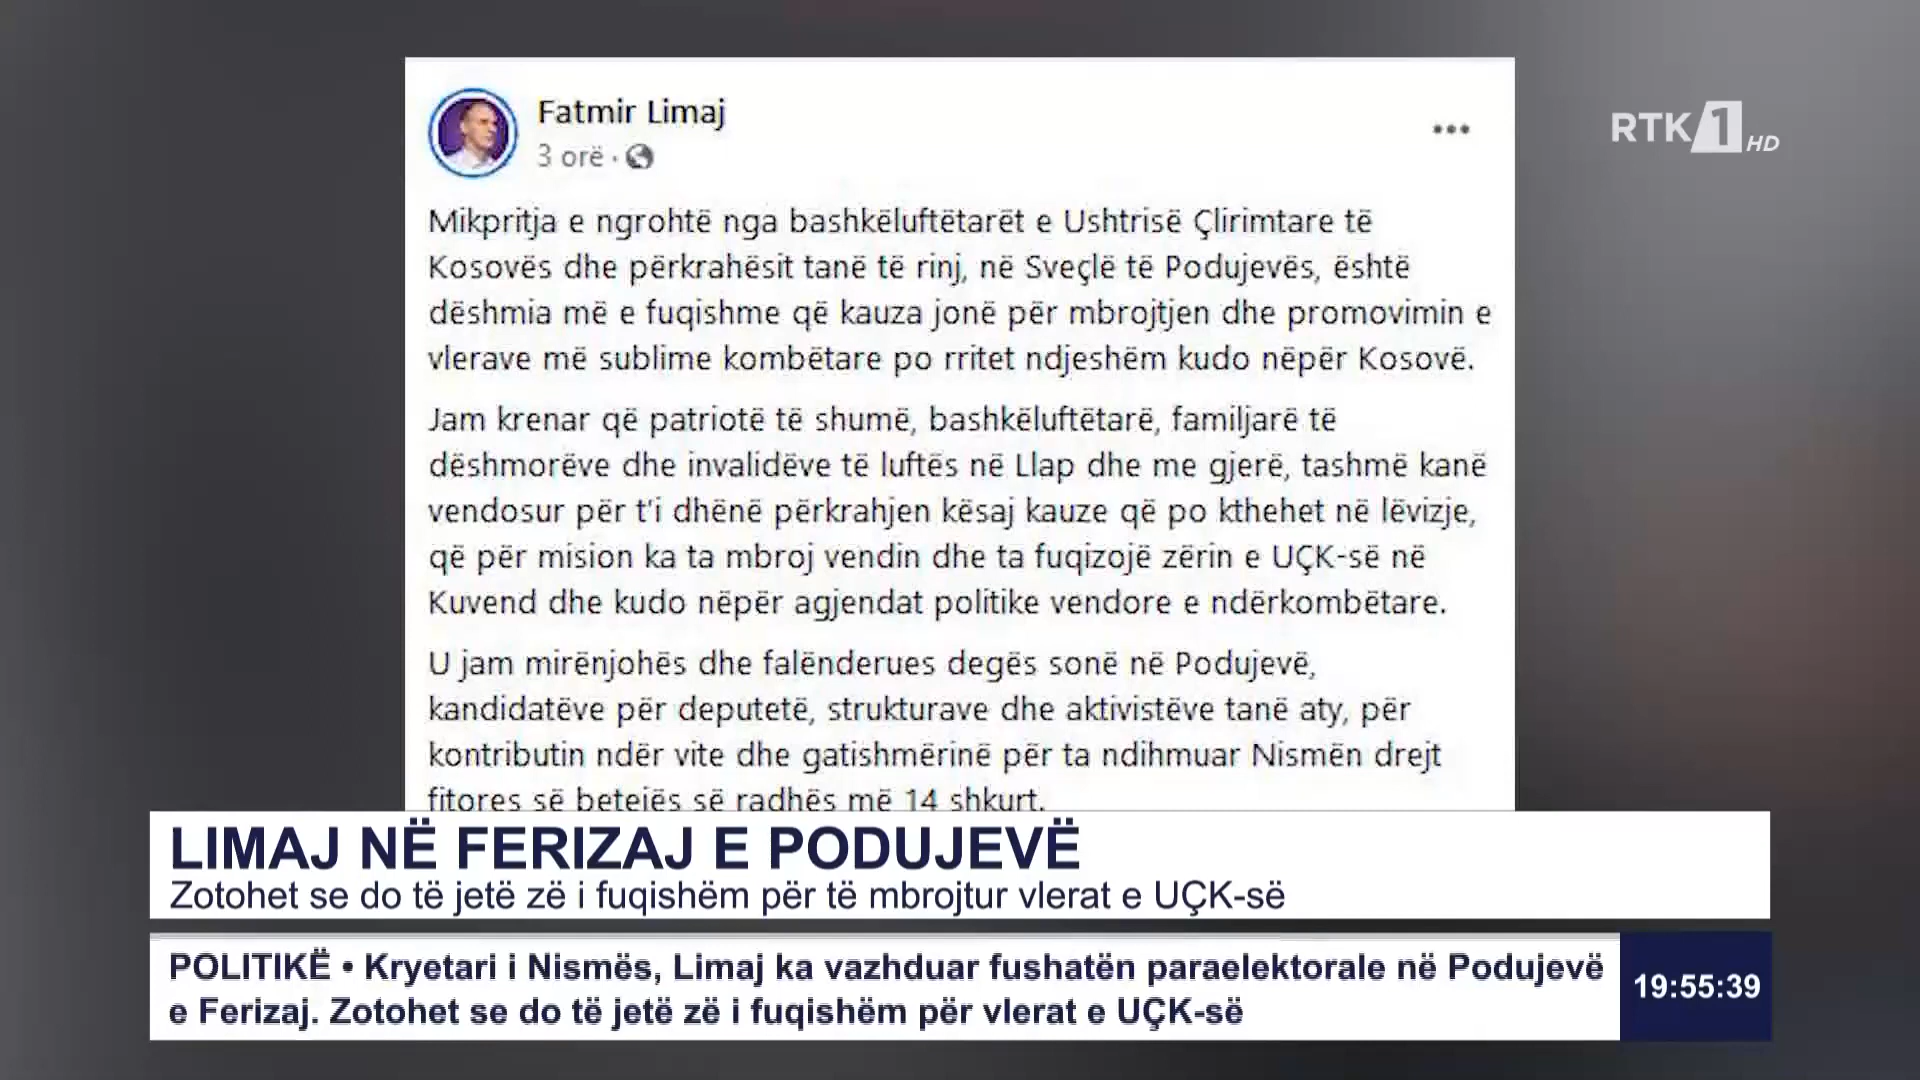 Fatmir Limaj
3 orë ·
RTK 1 HD
Mikpritja e ngrohtë nga bashkëluftëtarët e Ushtrisë Çlirimtare të
Kosovës dhe përkrahësit tanë të rinj, në Sveçlë të Podujevës, është
dëshmia më e fuqishme që kauza jonë për mbrojtjen dhe promovimin e
vlerave më sublime kombëtare po rritet ndjeshëm kudo nëpër Kosovë.
Jam krenar që patriotë të shumë, bashkëluftëtarë, familjarë të
dëshmorëve dhe invalidëve të luftës në Llap dhe me gjerë, tashmë kanë
vendosur për t'i dhënë përkrahjen kësaj kauze që po kthehet në lëvizje,
që për mision ka ta mbroj vendin dhe ta fuqizojë zërin e UÇK-së në
Kuvend dhe kudo nëpër agjendat politike vendore e ndërkombëtare.
U jam mirënjohës dhe falënderues degës sonë në Podujevë,
kandidatëve për deputetë, strukturave dhe aktivistëve tanë aty, për
kontributin ndër vite dhe gatishmërinë për ta ndihmuar Nismën drejt
fitores së betejës së radhës më 14 shkurt.
LIMAJ NË FERIZAJ E PODUJEVË
Zotohet se do të jetë zë i fuqishëm për të mbrojtur vlerat e UÇK-së
POLITIKË • Kryetari i Nismës, Limaj ka vazhduar fushatën paraelektorale në Podujevë
e Ferizaj. Zotohet se do të jetë zë i fuqishëm për vlerat e UÇK-së
19:55:39